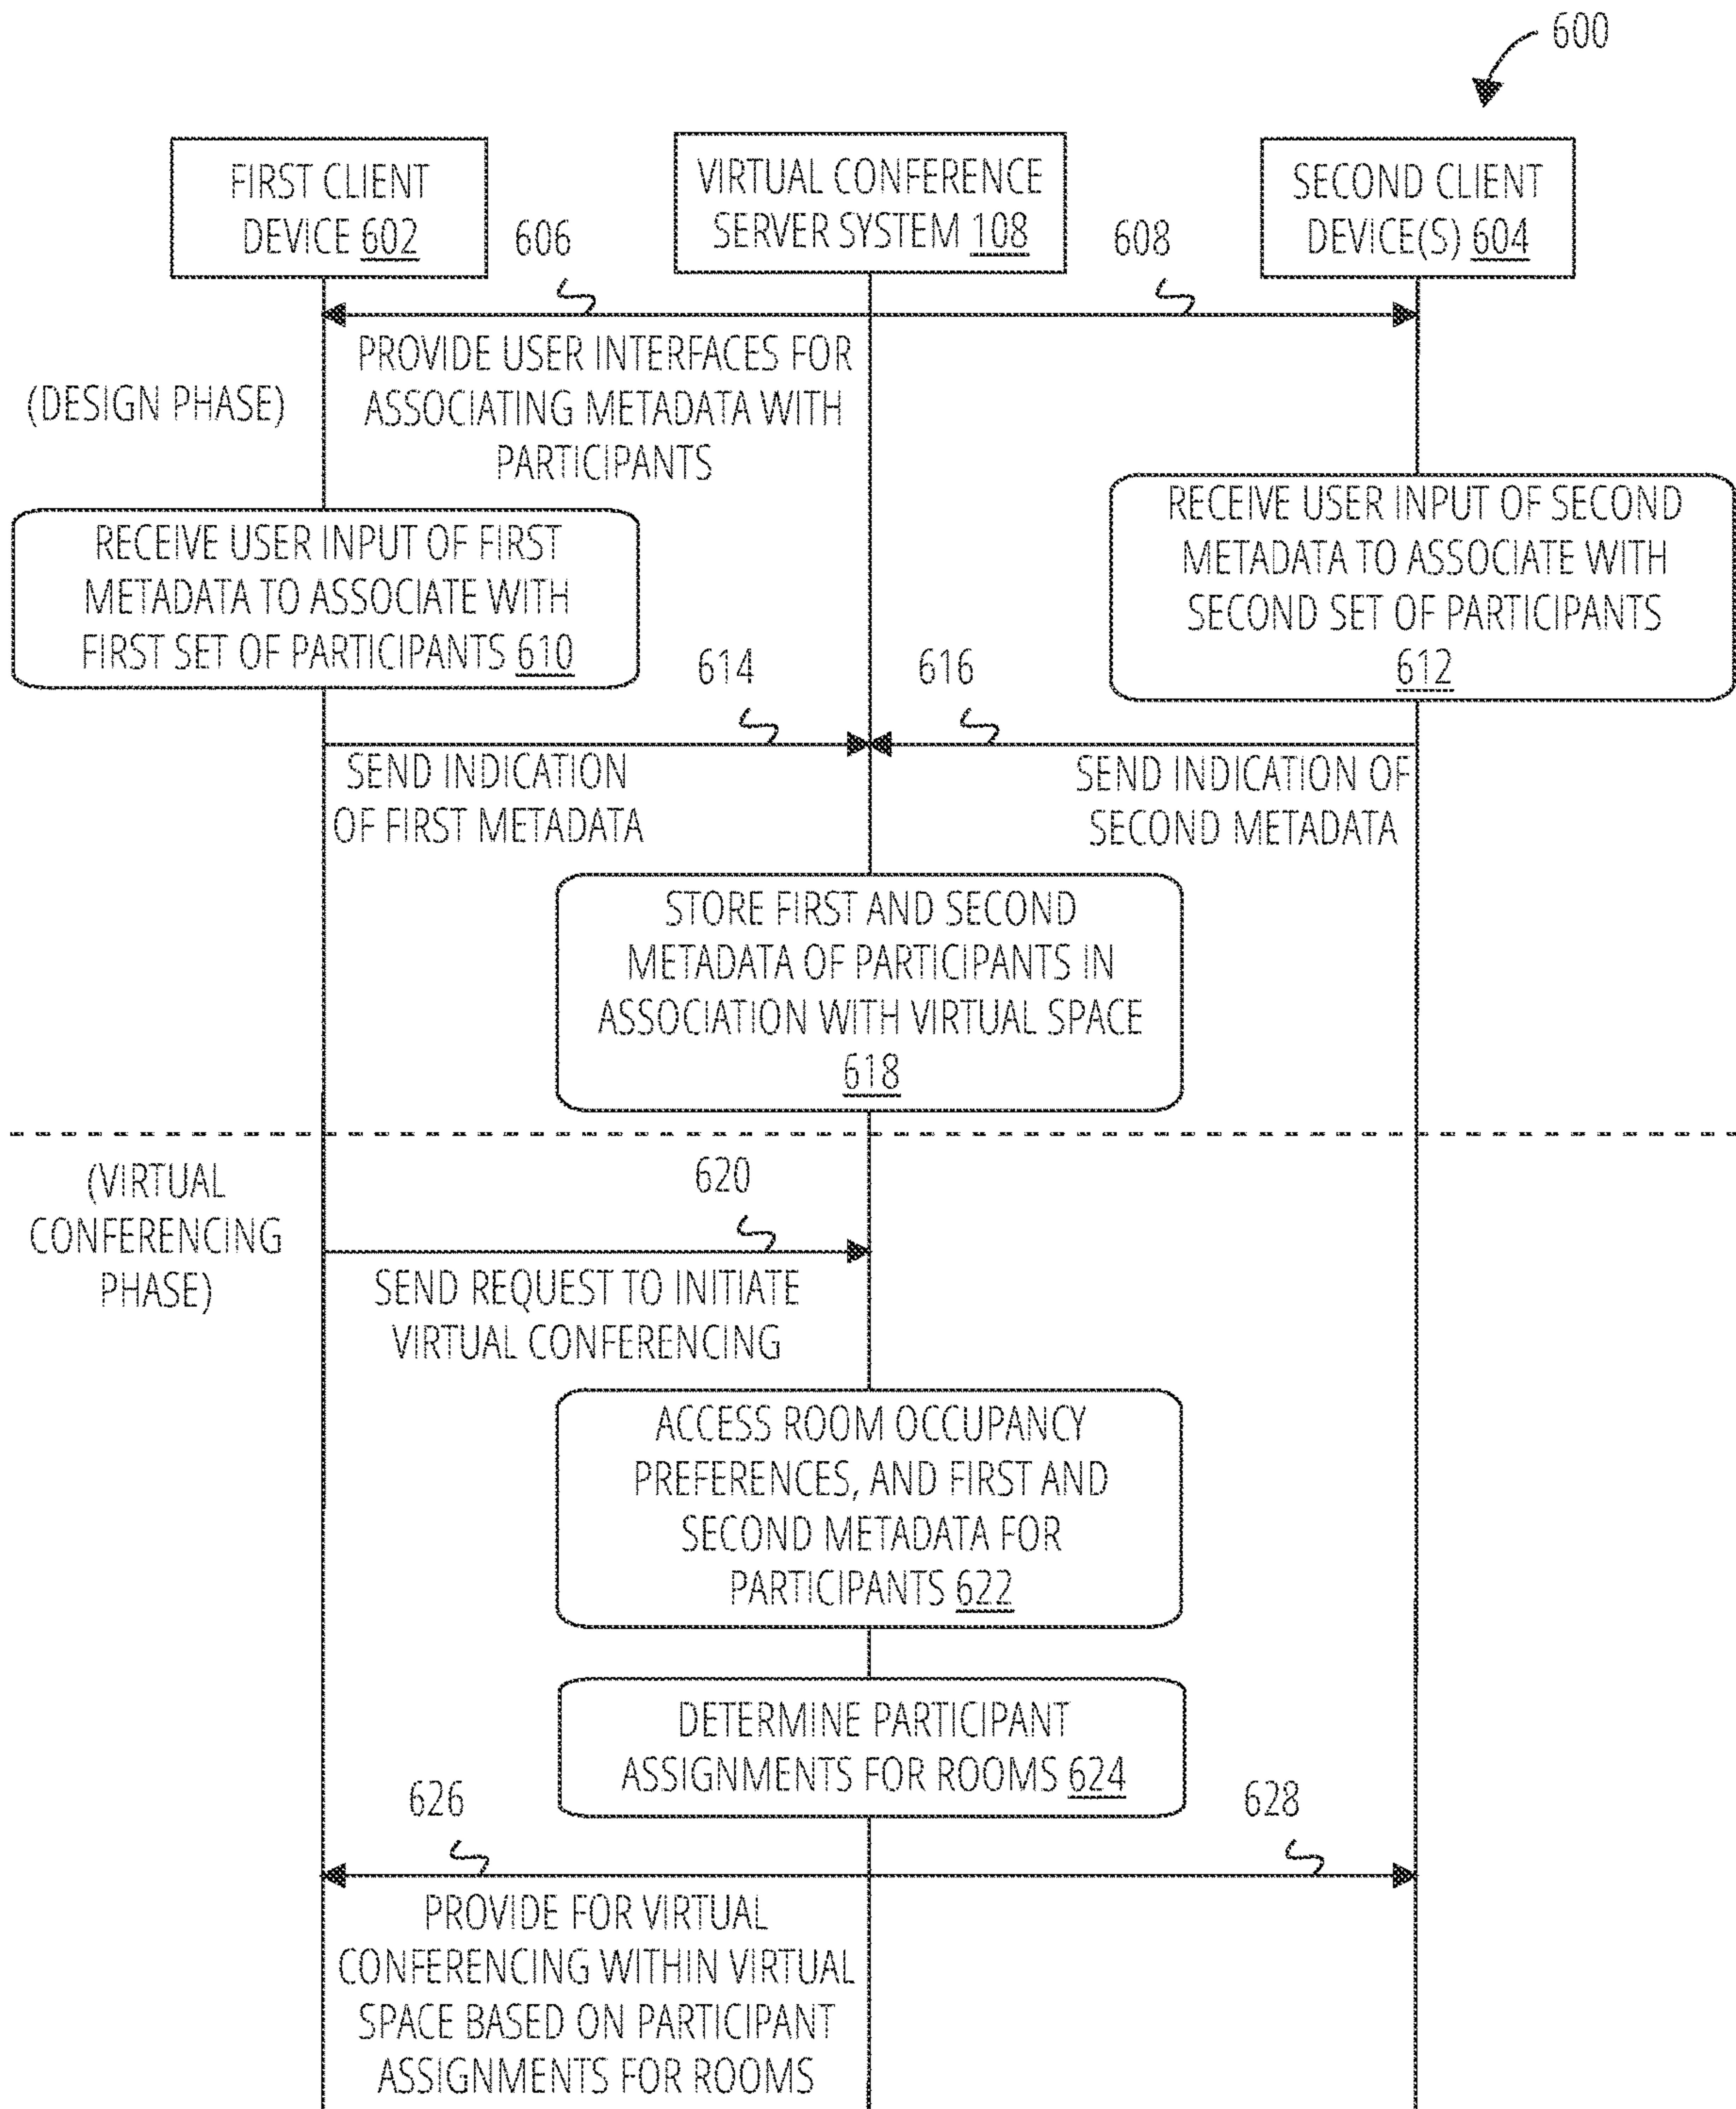 600
FIRST CLIENT
DEVICE 602
VIRTUAL CONFERENCE
SERVER SYSTEM 108
SECOND CLIENT
DEVICE(S) 604
606
608
PROVIDE USER INTERFACES FOR
ASSOCIATING METADATA WITH
PARTICIPANTS
(DESIGN PHASE)
RECEIVE USER INPUT OF FIRST
METADATA TO ASSOCIATE WITH
FIRST SET OF PARTICIPANTS 610
RECEIVE USER INPUT OF SECOND
METADATA TO ASSOCIATE WITH
SECOND SET OF PARTICIPANTS
612
614
616
SEND INDICATION
OF FIRST METADATA
SEND INDICATION OF
SECOND METADATA
STORE FIRST AND SECOND
METADATA OF PARTICIPANTS IN
ASSOCIATION WITH VIRTUAL SPACE
618
(VIRTUAL
CONFERENCING
PHASE)
620
SEND REQUEST TO INITIATE
VIRTUAL CONFERENCING
ACCESS ROOM OCCUPANCY
PREFERENCES, AND FIRST AND
SECOND METADATA FOR
PARTICIPANTS 622
DETERMINE PARTICIPANT
ASSIGNMENTS FOR ROOMS 624
626
628
PROVIDE FOR VIRTUAL
CONFERENCING WITHIN VIRTUAL
SPACE BASED ON PARTICIPANT
ASSIGNMENTS FOR ROOMS